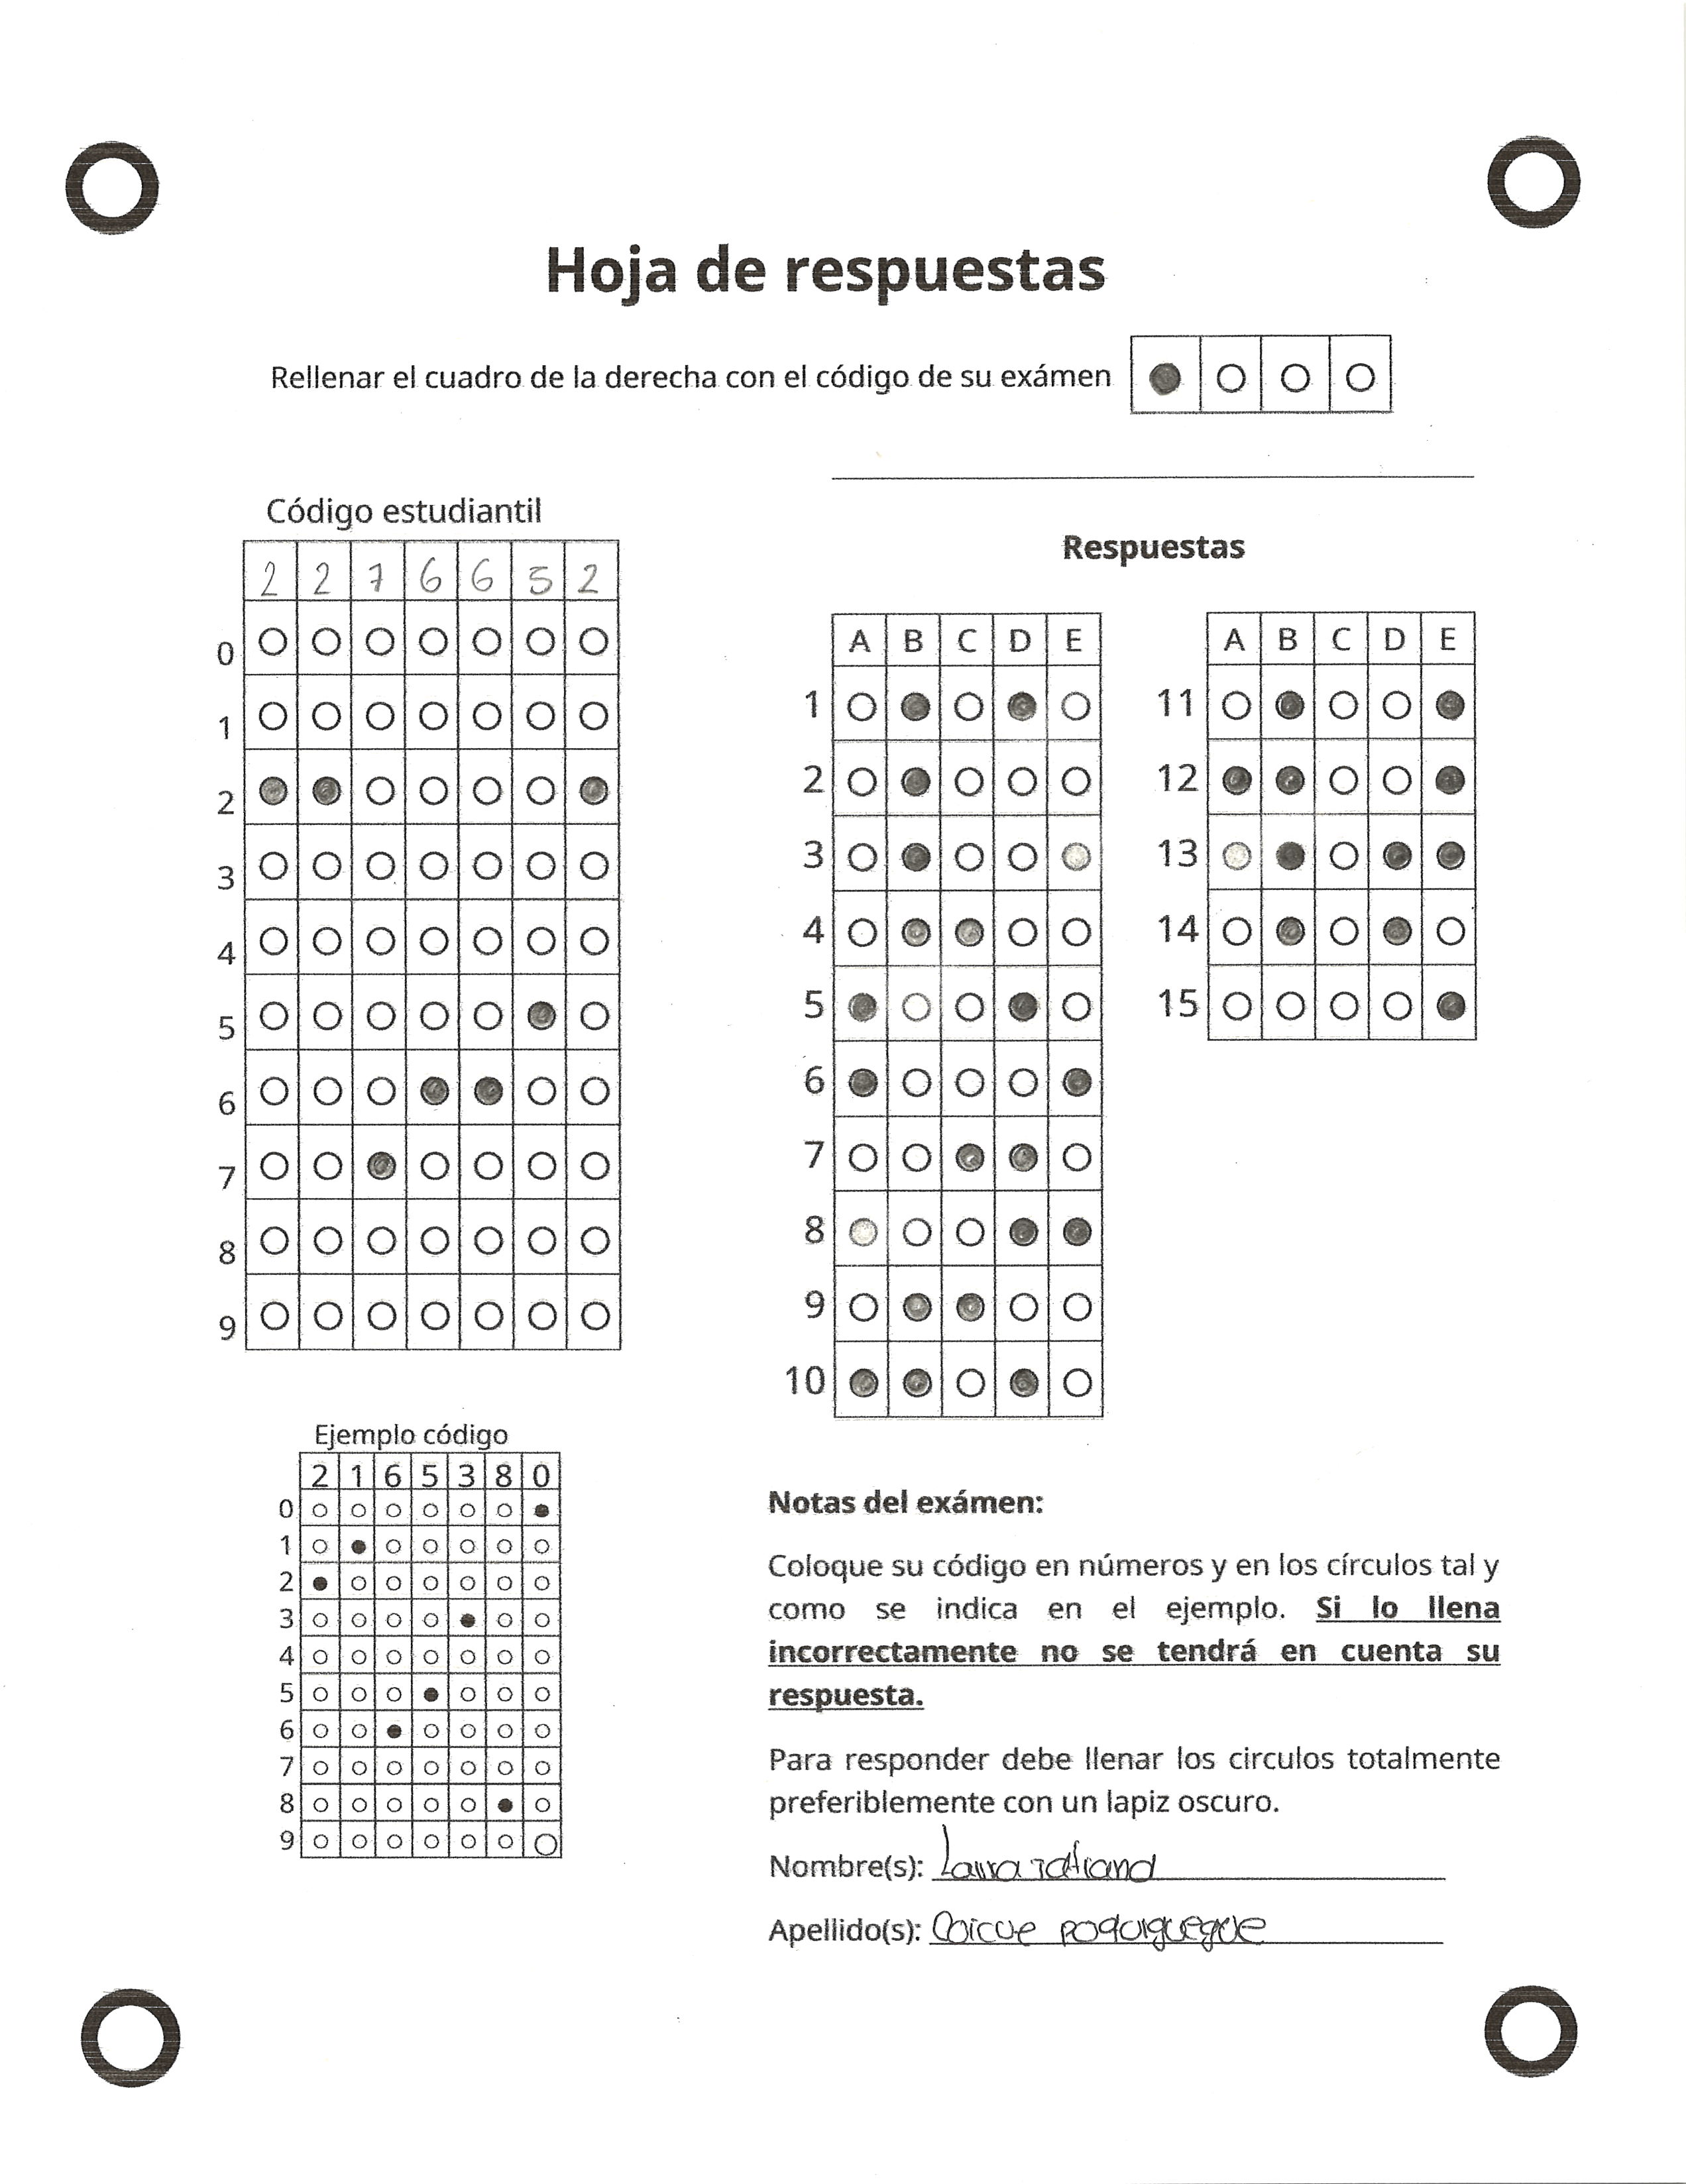 Hoja de respuestas
Rellenar el cuadro de la derecha con el código de su exámen
Código estudiantil
2 2 7 6 6 5 2
0
1
2
3
4
5
6
7
8
9
Respuestas
A B C D E
1
2
3
4
5
6
7
8
9
10
A B C D E
11
12
13
14
15
Ejemplo código
2 1 6 5 3 8 0
0
1
2
3
4
5
6
7
8
9
Notas del exámen:
Coloque su código en números y en los círculos tal y
como se indica en el ejemplo. Si lo llena
incorrectamente no se tendrá en cuenta su
respuesta.
Para responder debe llenar los circulos totalmente
preferiblemente con un lapiz oscuro.
Nombre(s): Laura
Apellido(s): Coicue